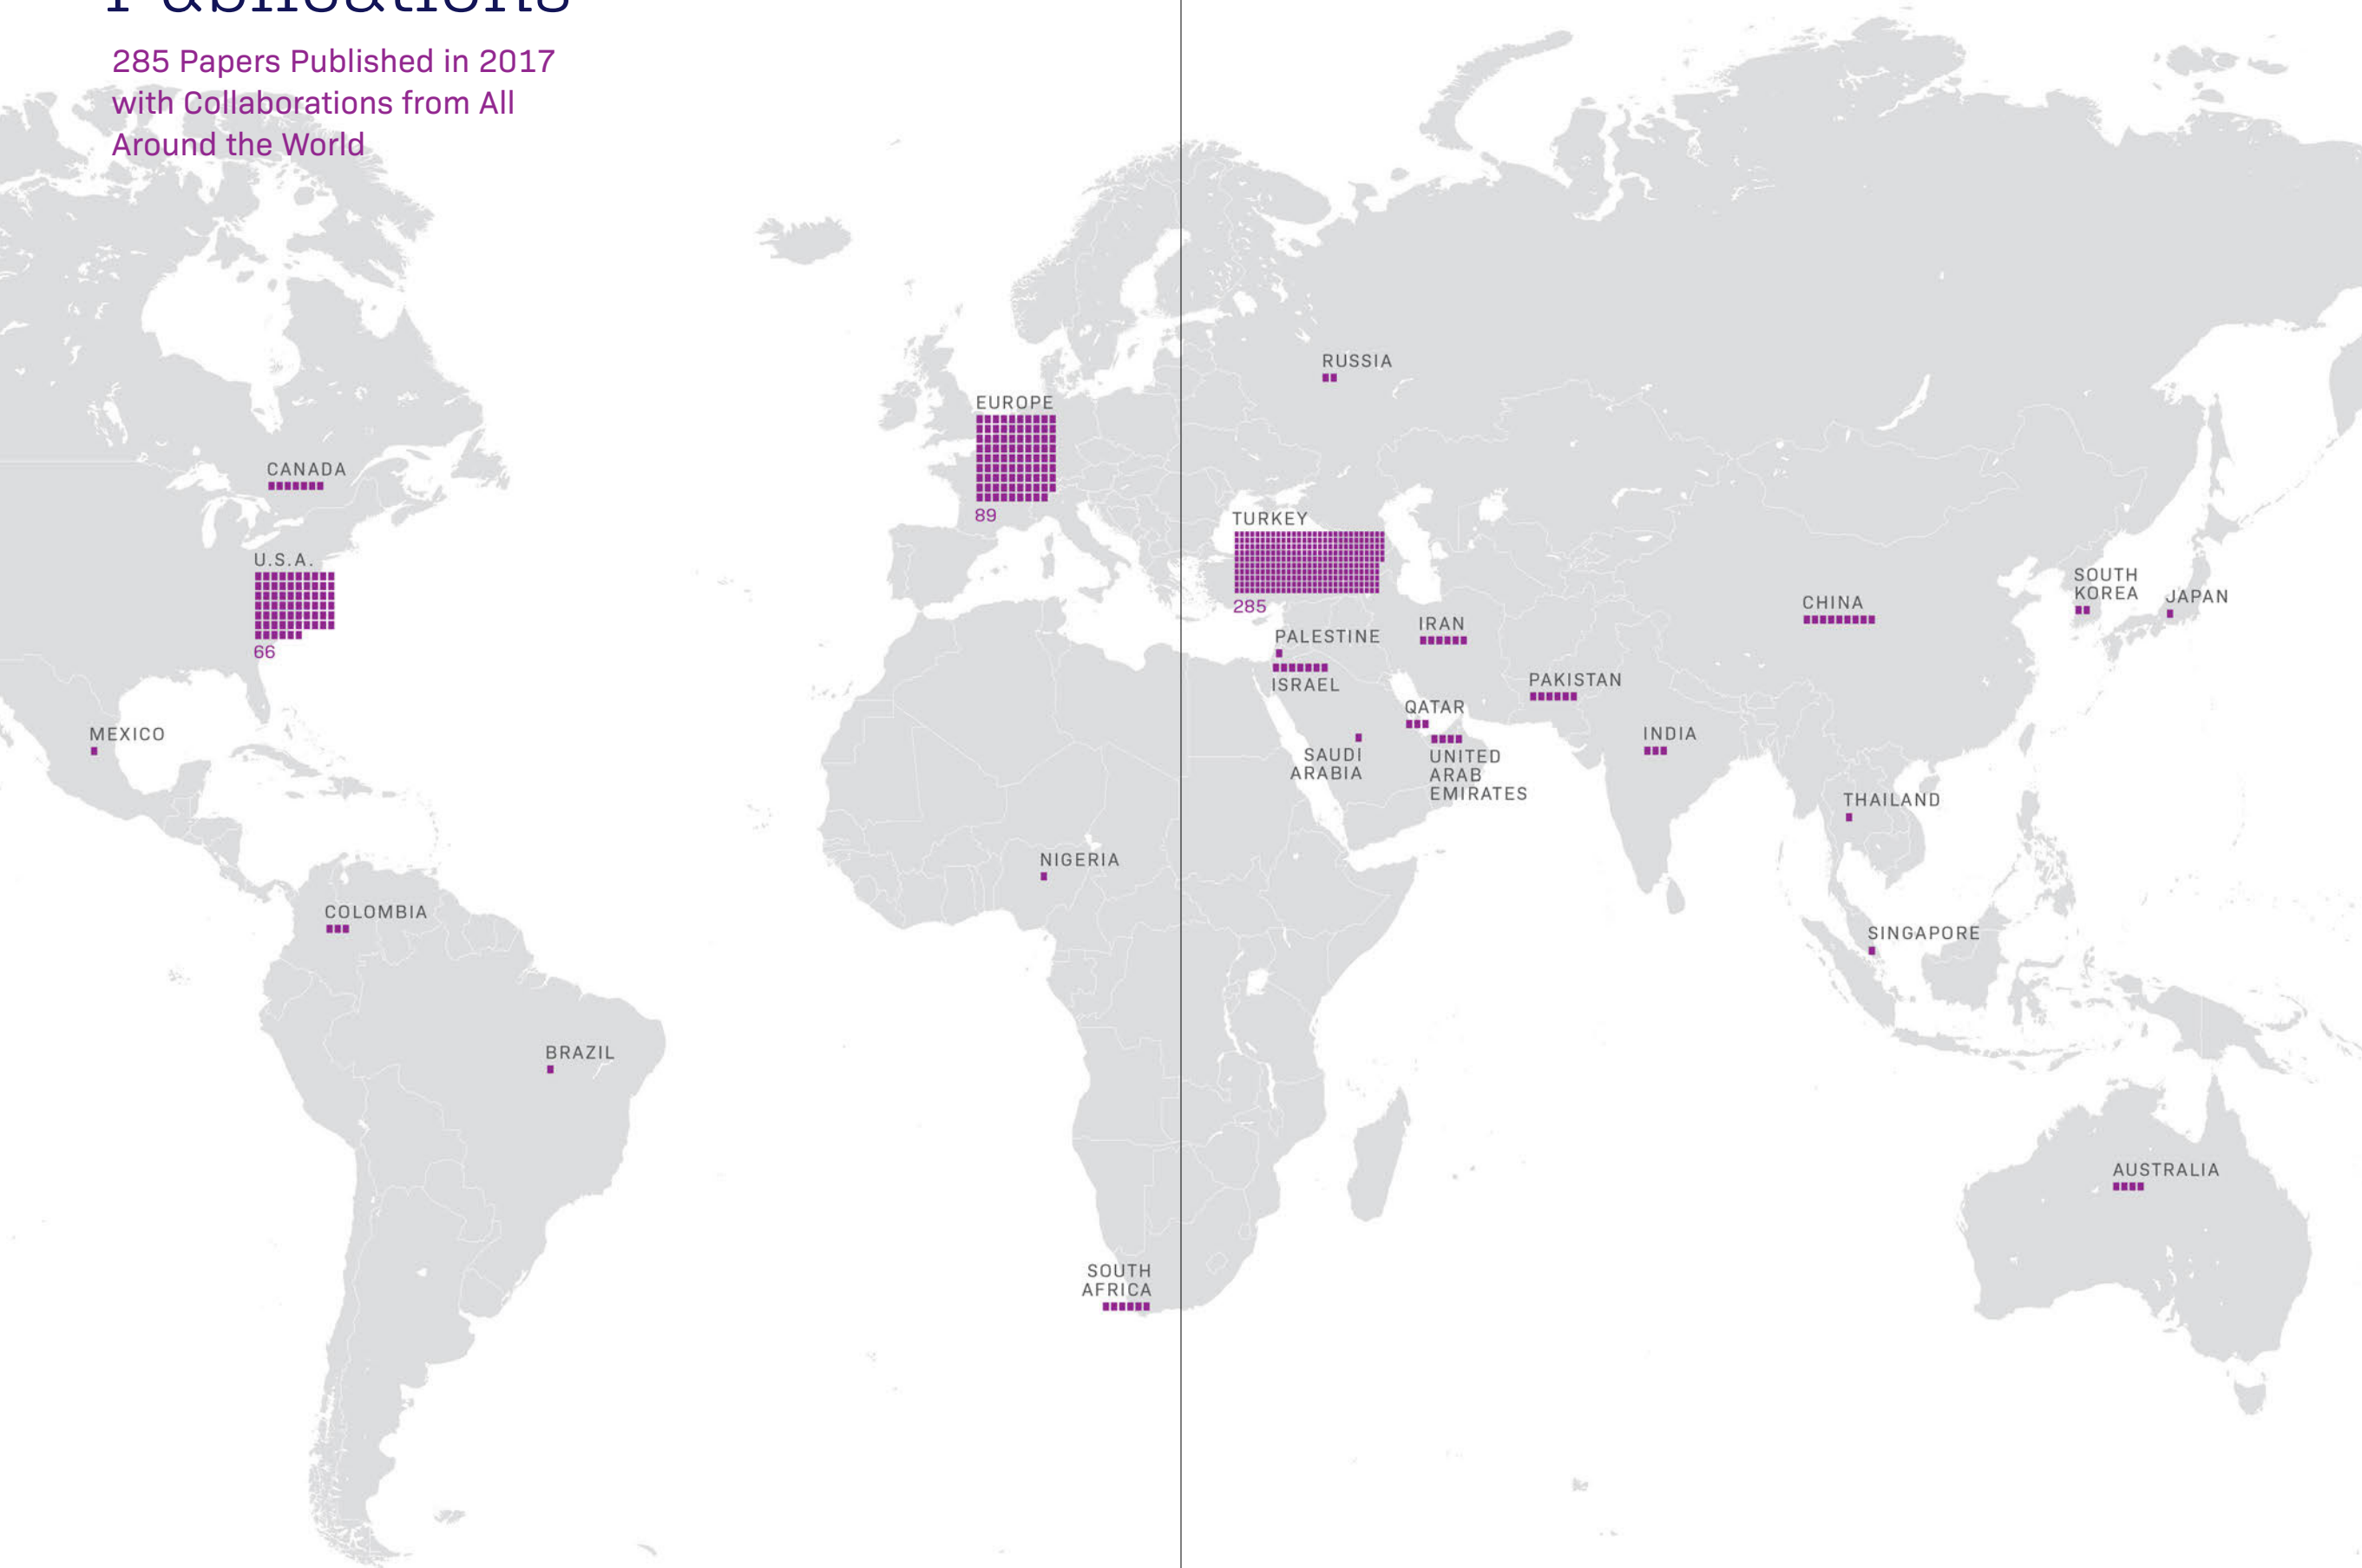 Publications
285 Papers Published in 2017
with Collaborations from All
Around the World
RUSSIA
EUROPE
89
CANADA
U.S.A.
66
TURKEY
285
SOUTH
KOREA
JAPAN
CHINA
IRAN
PALESTINE
ISRAEL
PAKISTAN
QATAR
INDIA
MEXICO
SAUDI
ARABIA
UNITED
ARAB
EMIRATES
THAILAND
NIGERIA
COLOMBIA
SINGAPORE
BRAZIL
AUSTRALIA
SOUTH
AFRICA